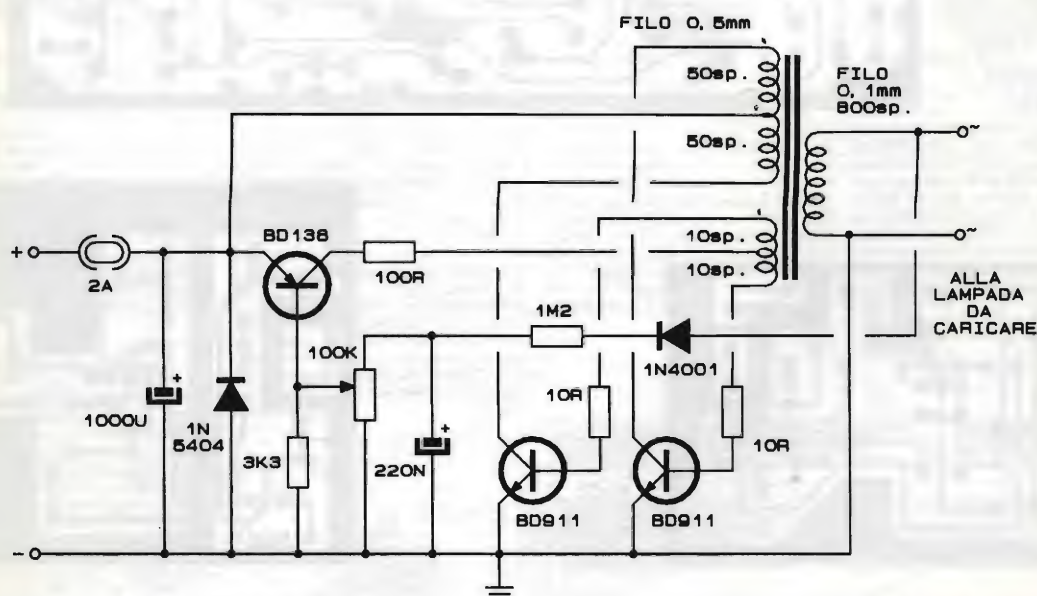 FILO 0,5mm
50sp.
50sp.
FILO
0,1mm
800sp.
~
+
2A
BD138
100R
10sp.
10sp.
~
ALLA
LAMPADA
DA
CARICARE
1M2
1N4001
100K
10R
10R
+
1000U
1N
5404
3K3
+
220N
BD911
BD911
-